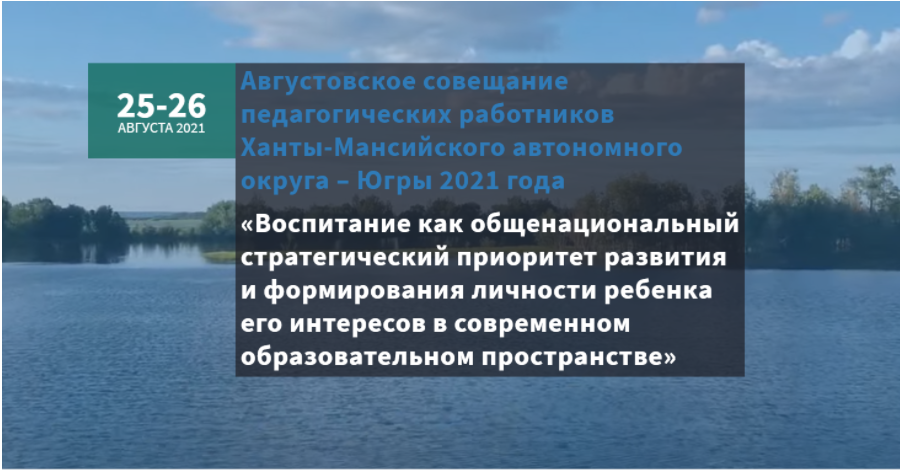 25-26
АВГУСТА 2021
Августовское совещание
педагогических работников
Ханты-Мансийского автономного
округа – Югры 2021 года
«Воспитание как общенациональный
стратегический приоритет развития
и формирования личности ребенка
его интересов в современном
образовательном пространстве»